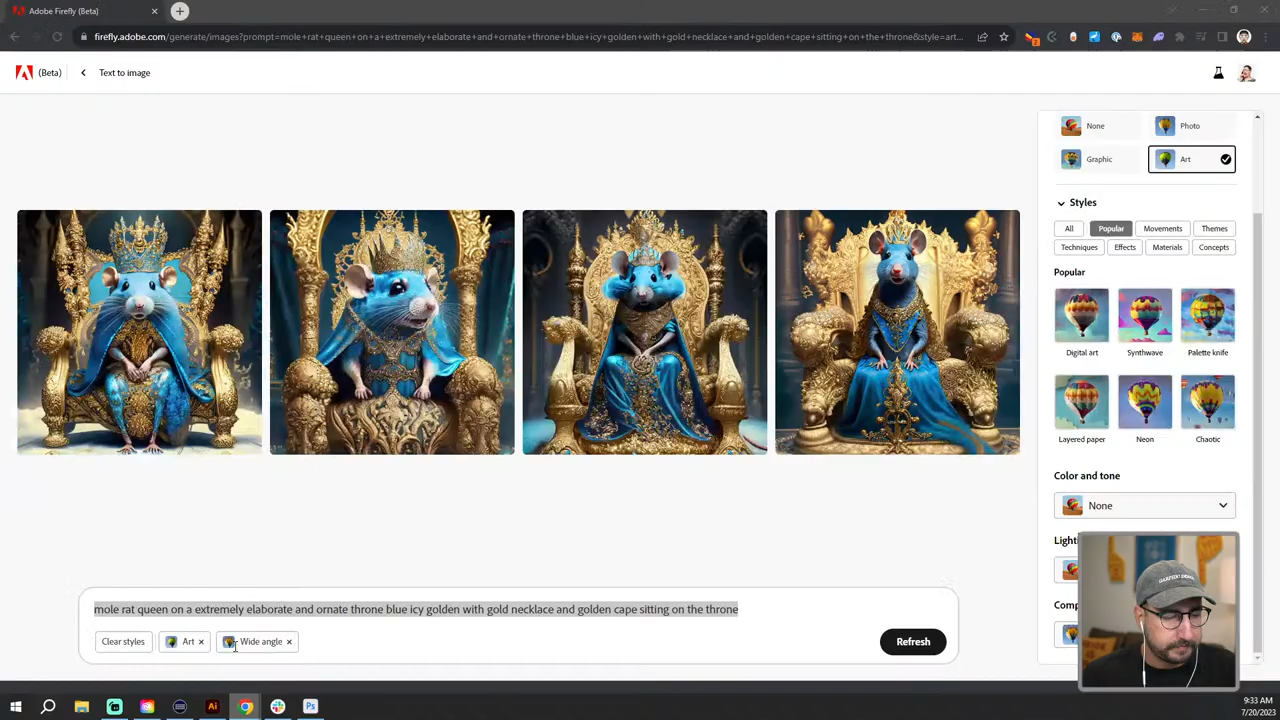 Adobe Firefly (Beta)
firefly.adobe.com/generate/images?prompt=mole+rat+queen+on+a+extremely+elaborate+and+ornate+throne+blue+icy+golden+with+gold+necklace+and+golden+cape+sitting+on+the+throne&style=art...
(Beta) Text to image
None Photo
Graphic Art
Styles
All Popular Movements Themes
Techniques Effects Materials Concepts
Popular
Digital art Synthwave Palette knife
Layered paper Neon Chaotic
Color and tone
None
Lighti
Compo
mole rat queen on a extremely elaborate and ornate throne blue icy golden with gold necklace and golden cape sitting on the throne
Clear styles Art × Wide angle × Refresh
Ai Ps
9:33 AM
7/20/2023